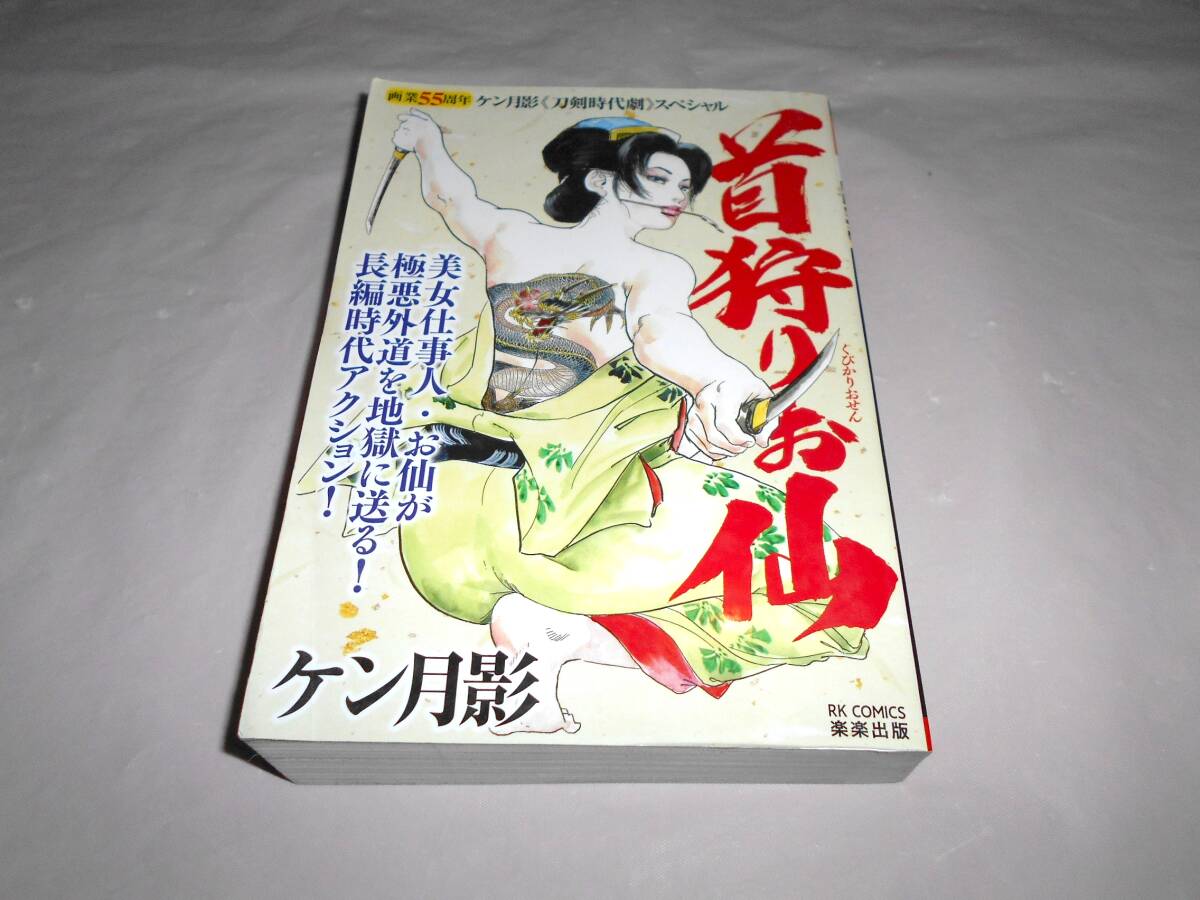 画業55周年 ケン月影《刀剣時代劇》スペシャル
首狩りお仙
くびかりおせん
美女仕事人・お仙が
極悪外道を地獄に送る!
長編時代アクション!
ケン月影
RK COMICS
楽楽出版